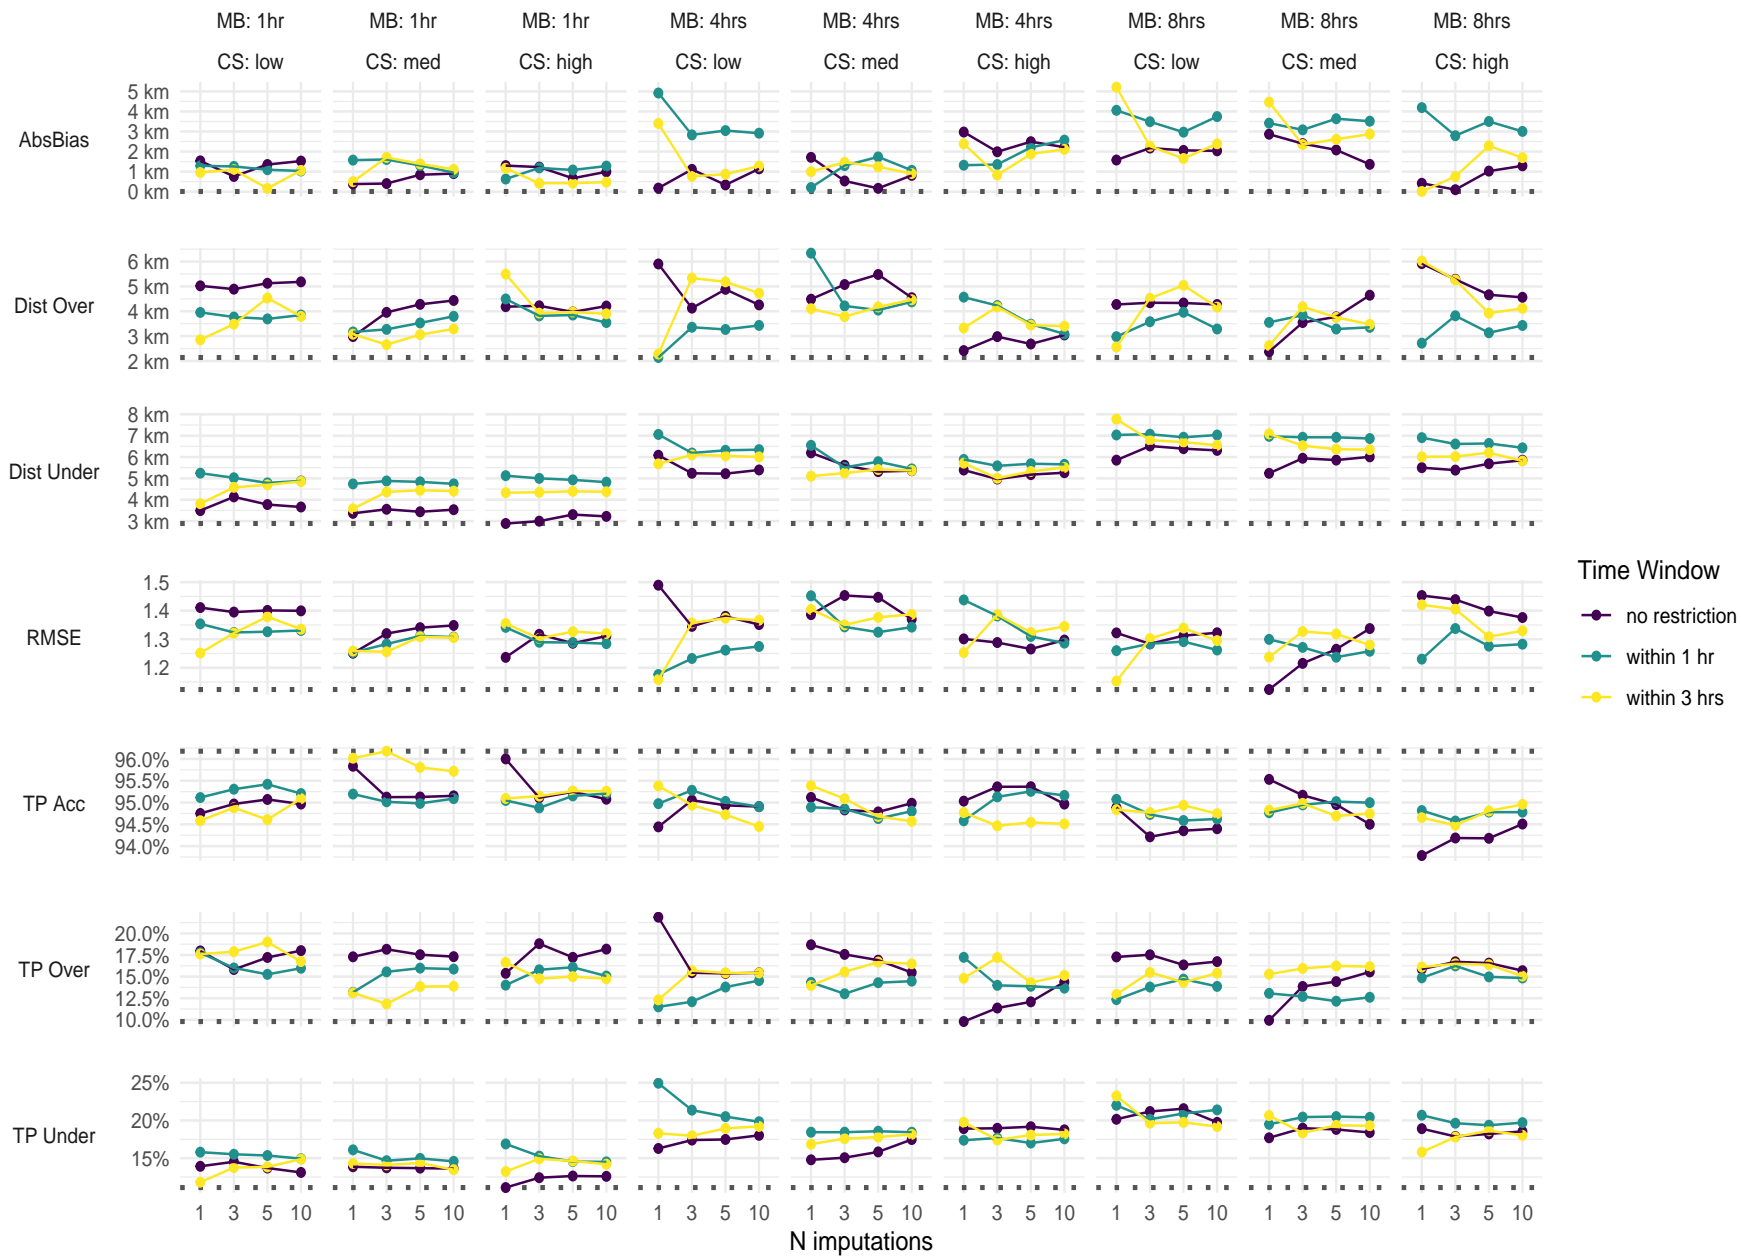 MB: 1hr MB: 1hr MB: 1hr MB: 4hrs MB: 4hrs MB: 4hrs MB: 8hrs MB: 8hrs MB: 8hrs
CS: low CS: med CS: high CS: low CS: med CS: high CS: low CS: med CS: high
AbsBias
5 km
4 km
3 km
2 km
1 km
0 km
Dist Over
6 km
5 km
4 km
3 km
2 km
Dist Under
8 km
7 km
6 km
5 km
4 km
3 km
RMSE
1.5
1.4
1.3
1.2
TP Acc
96.0%
95.5%
95.0%
94.5%
94.0%
TP Over
20.0%
17.5%
15.0%
12.5%
10.0%
TP Under
25%
20%
15%
1 3 5 10 1 3 5 10 1 3 5 10 1 3 5 10 1 3 5 10 1 3 5 10 1 3 5 10 1 3 5 10 1 3 5 10
N imputations
Time Window
no restriction
within 1 hr
within 3 hrs